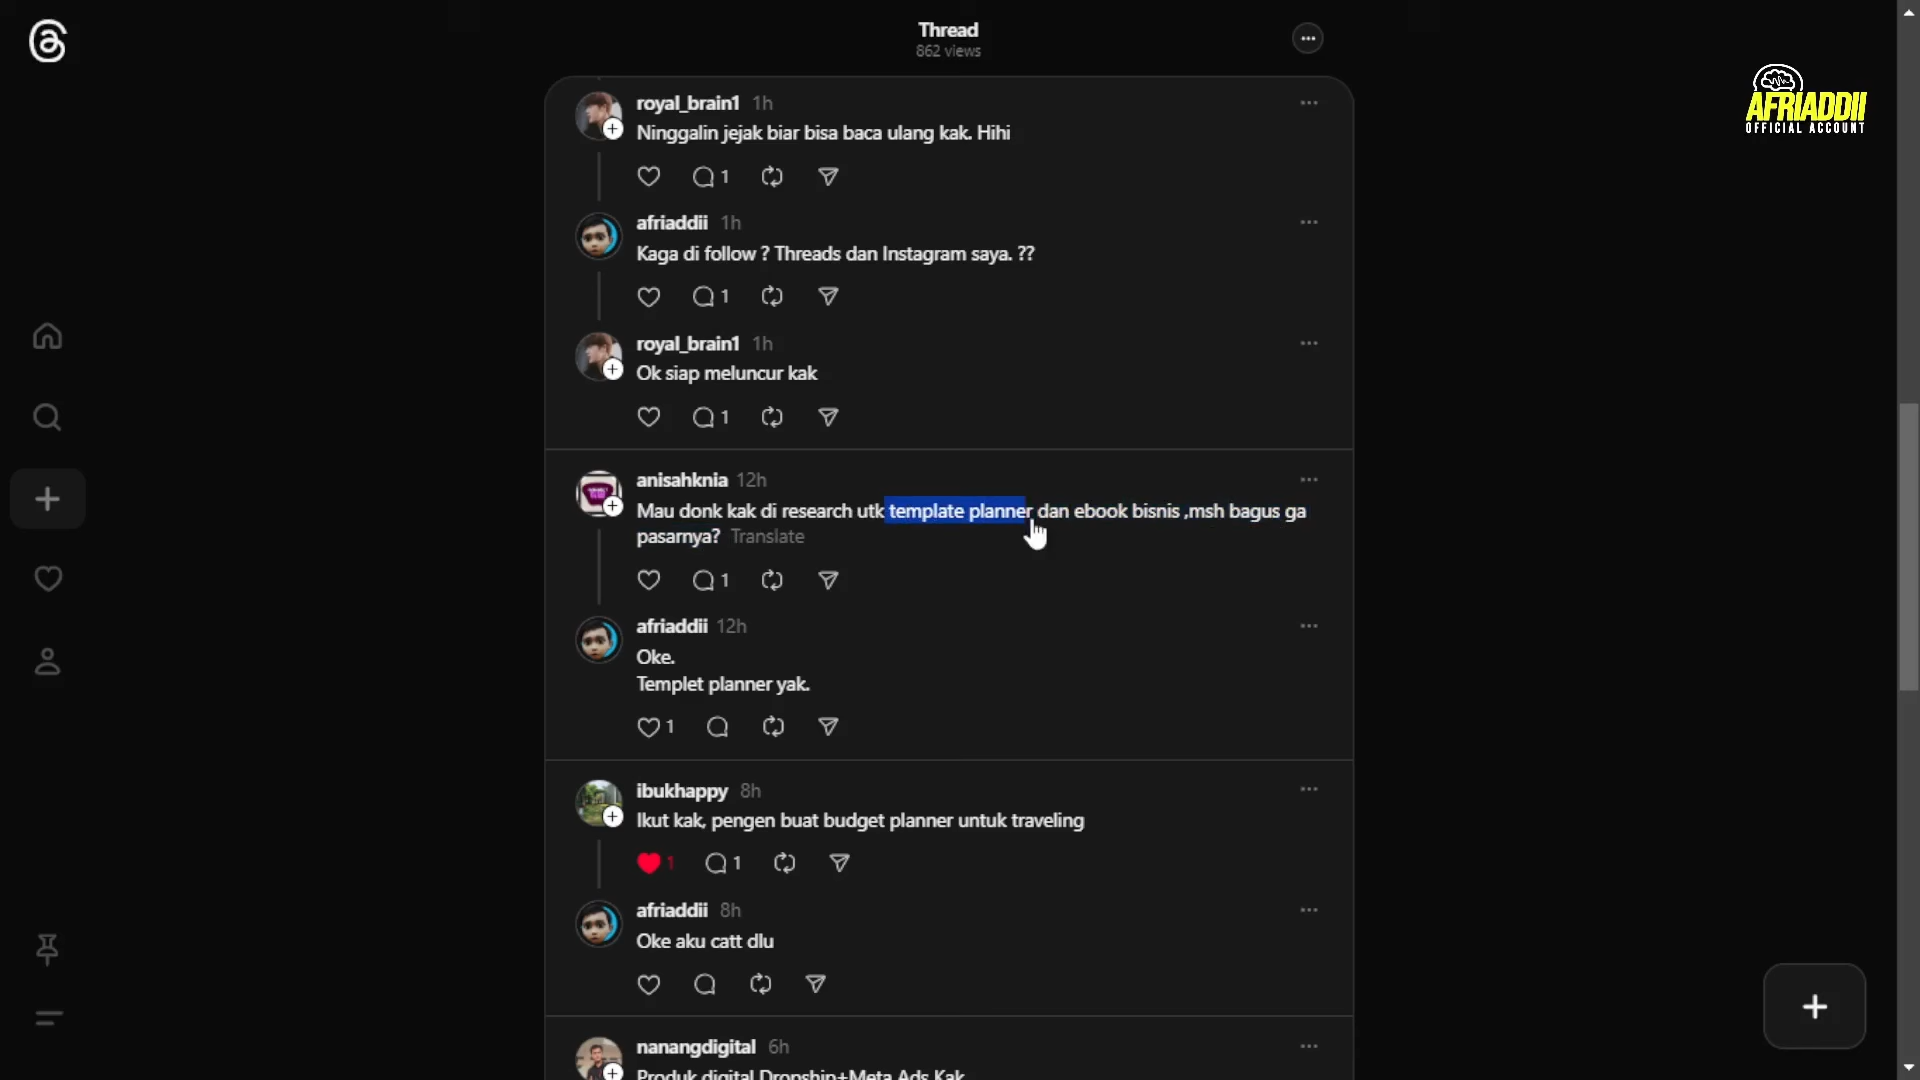 Thread
862 views
AFRIADDII
OFFICIAL ACCOUNT
royal_brain1 1h
Ninggalin jejak biar bisa baca ulang kak. Hihi
1
afriaddii 1h
Kaga di follow ? Threads dan Instagram saya. ??
1
royal_brain1 1h
Ok siap meluncur kak
1
anisahknia 12h
Mau donk kak di research utk template planner dan ebook bisnis ,msh bagus ga
pasarnya? Translate
1
afriaddii 12h
Oke.
Templet planner yak.
1
ibukhappy 8h
Ikut kak, pengen buat budget planner untuk traveling
1 1
afriaddii 8h
Oke aku catt dlu
nanangdigital 6h
Produk digital Dropship+Meta Ads Kak